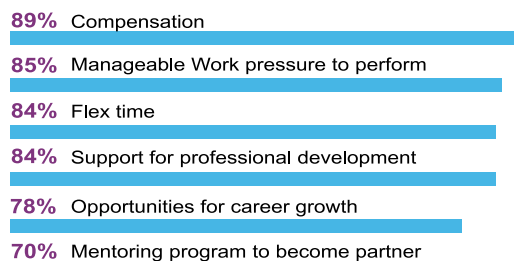 89% Compensation
85% Manageable Work pressure to perform
84% Flex time
84% Support for professional development
78% Opportunities for career growth
70% Mentoring program to become partner